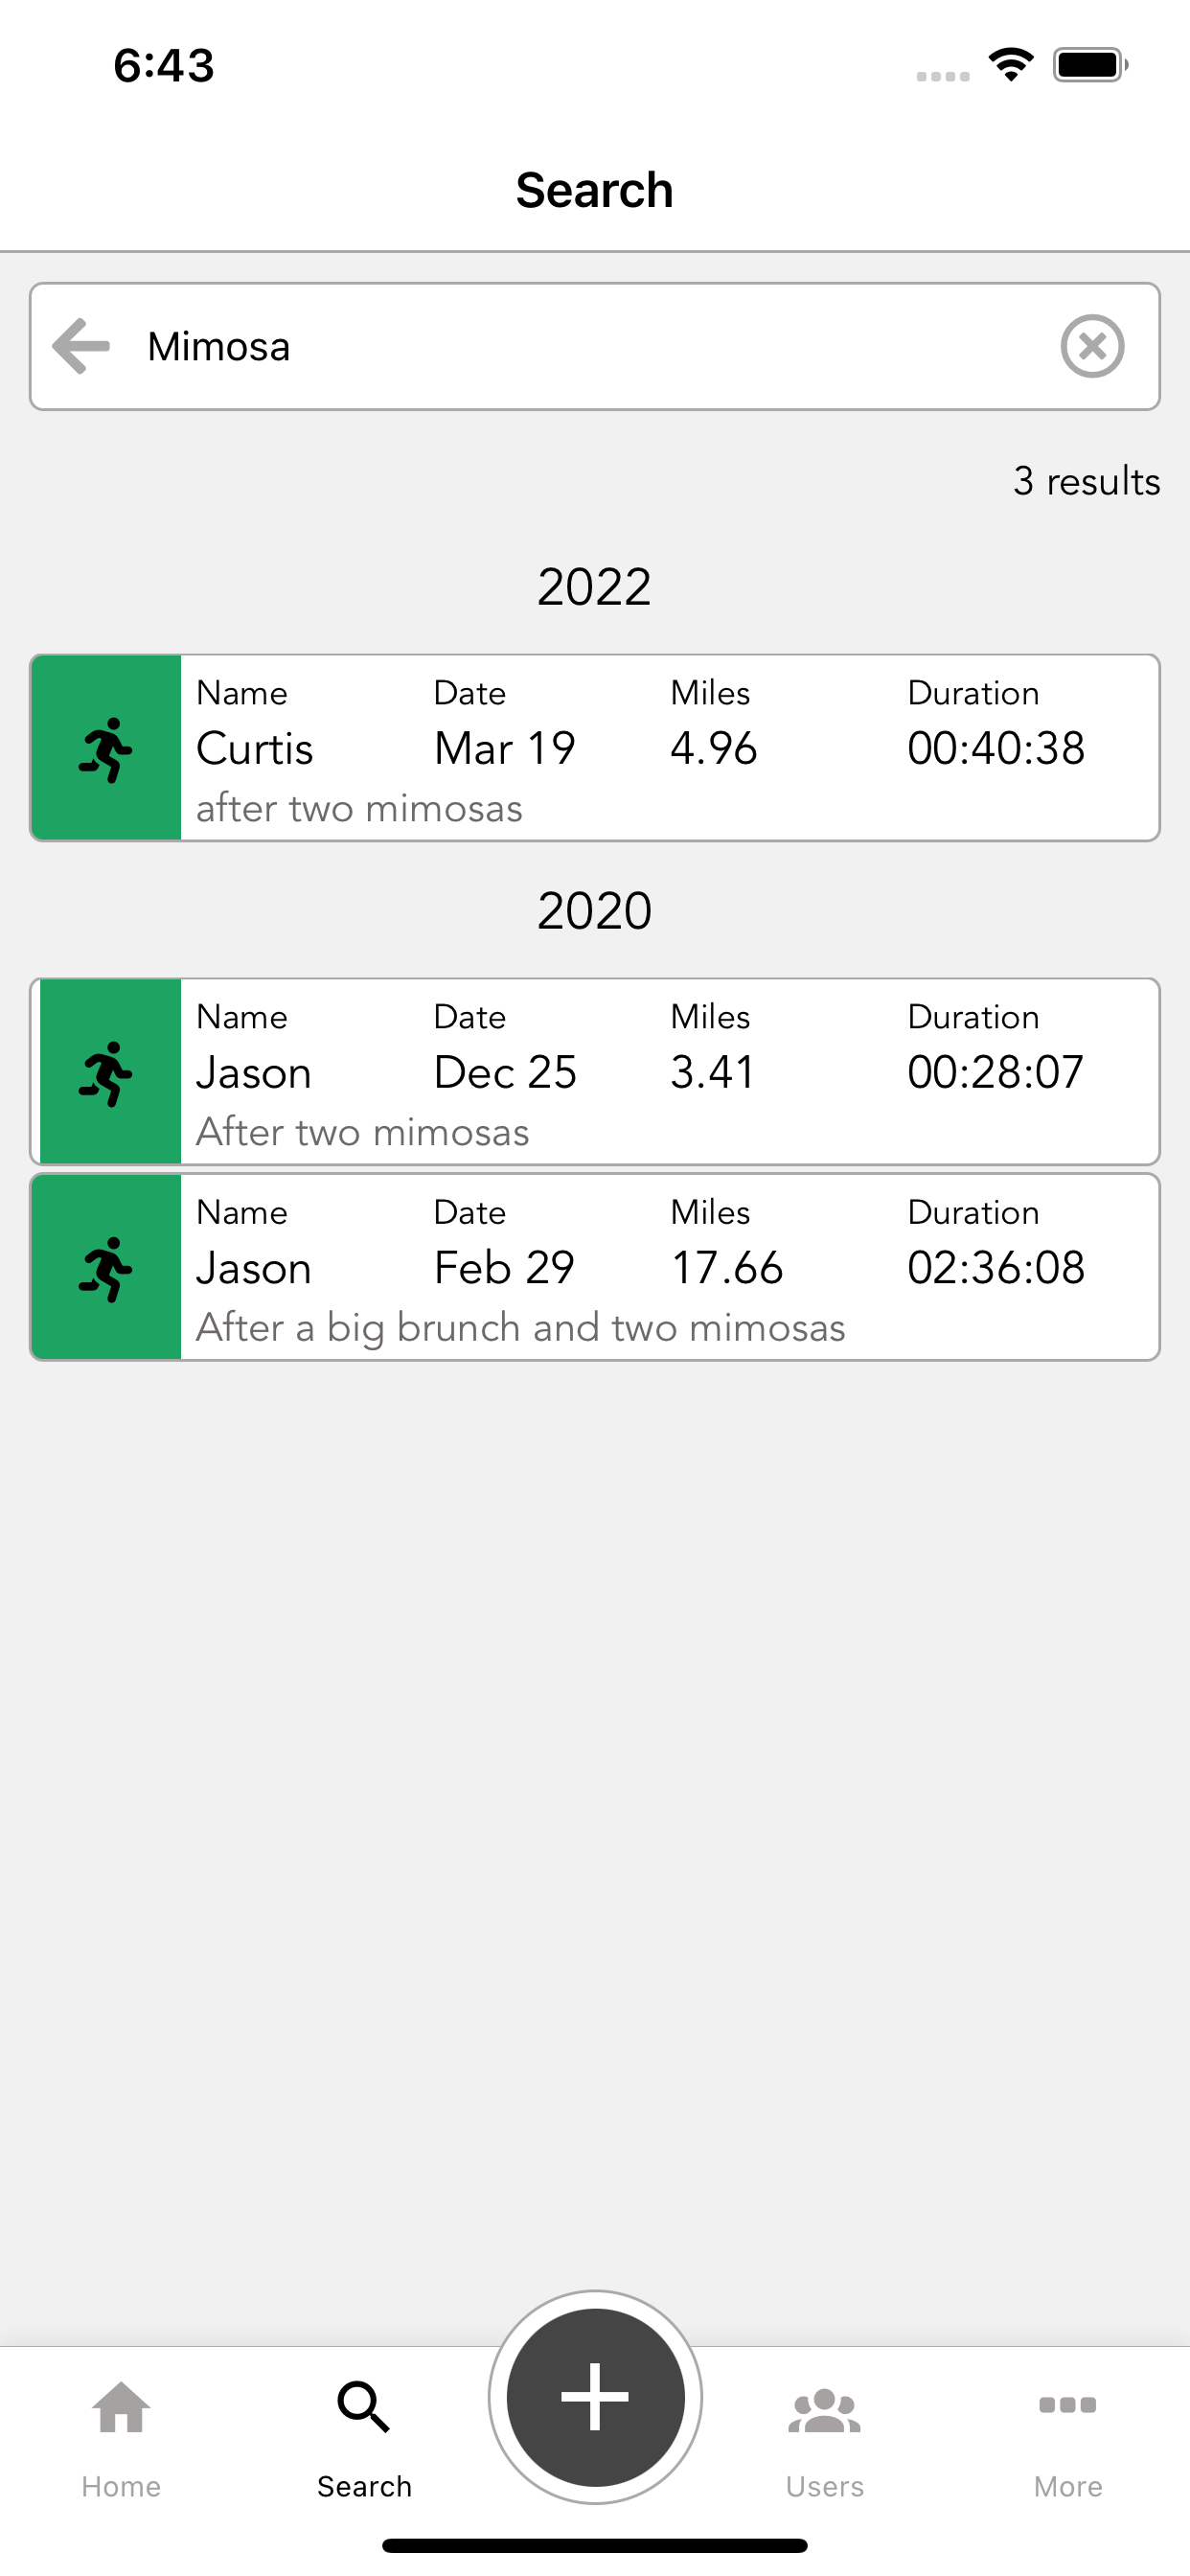 6:43
Search
Mimosa
3 results
2022
Name Date Miles Duration
Curtis Mar 19 4.96 00:40:38
after two mimosas
2020
Name Date Miles Duration
Jason Dec 25 3.41 00:28:07
After two mimosas
Name Date Miles Duration
Jason Feb 29 17.66 02:36:08
After a big brunch and two mimosas
Home Search Users More